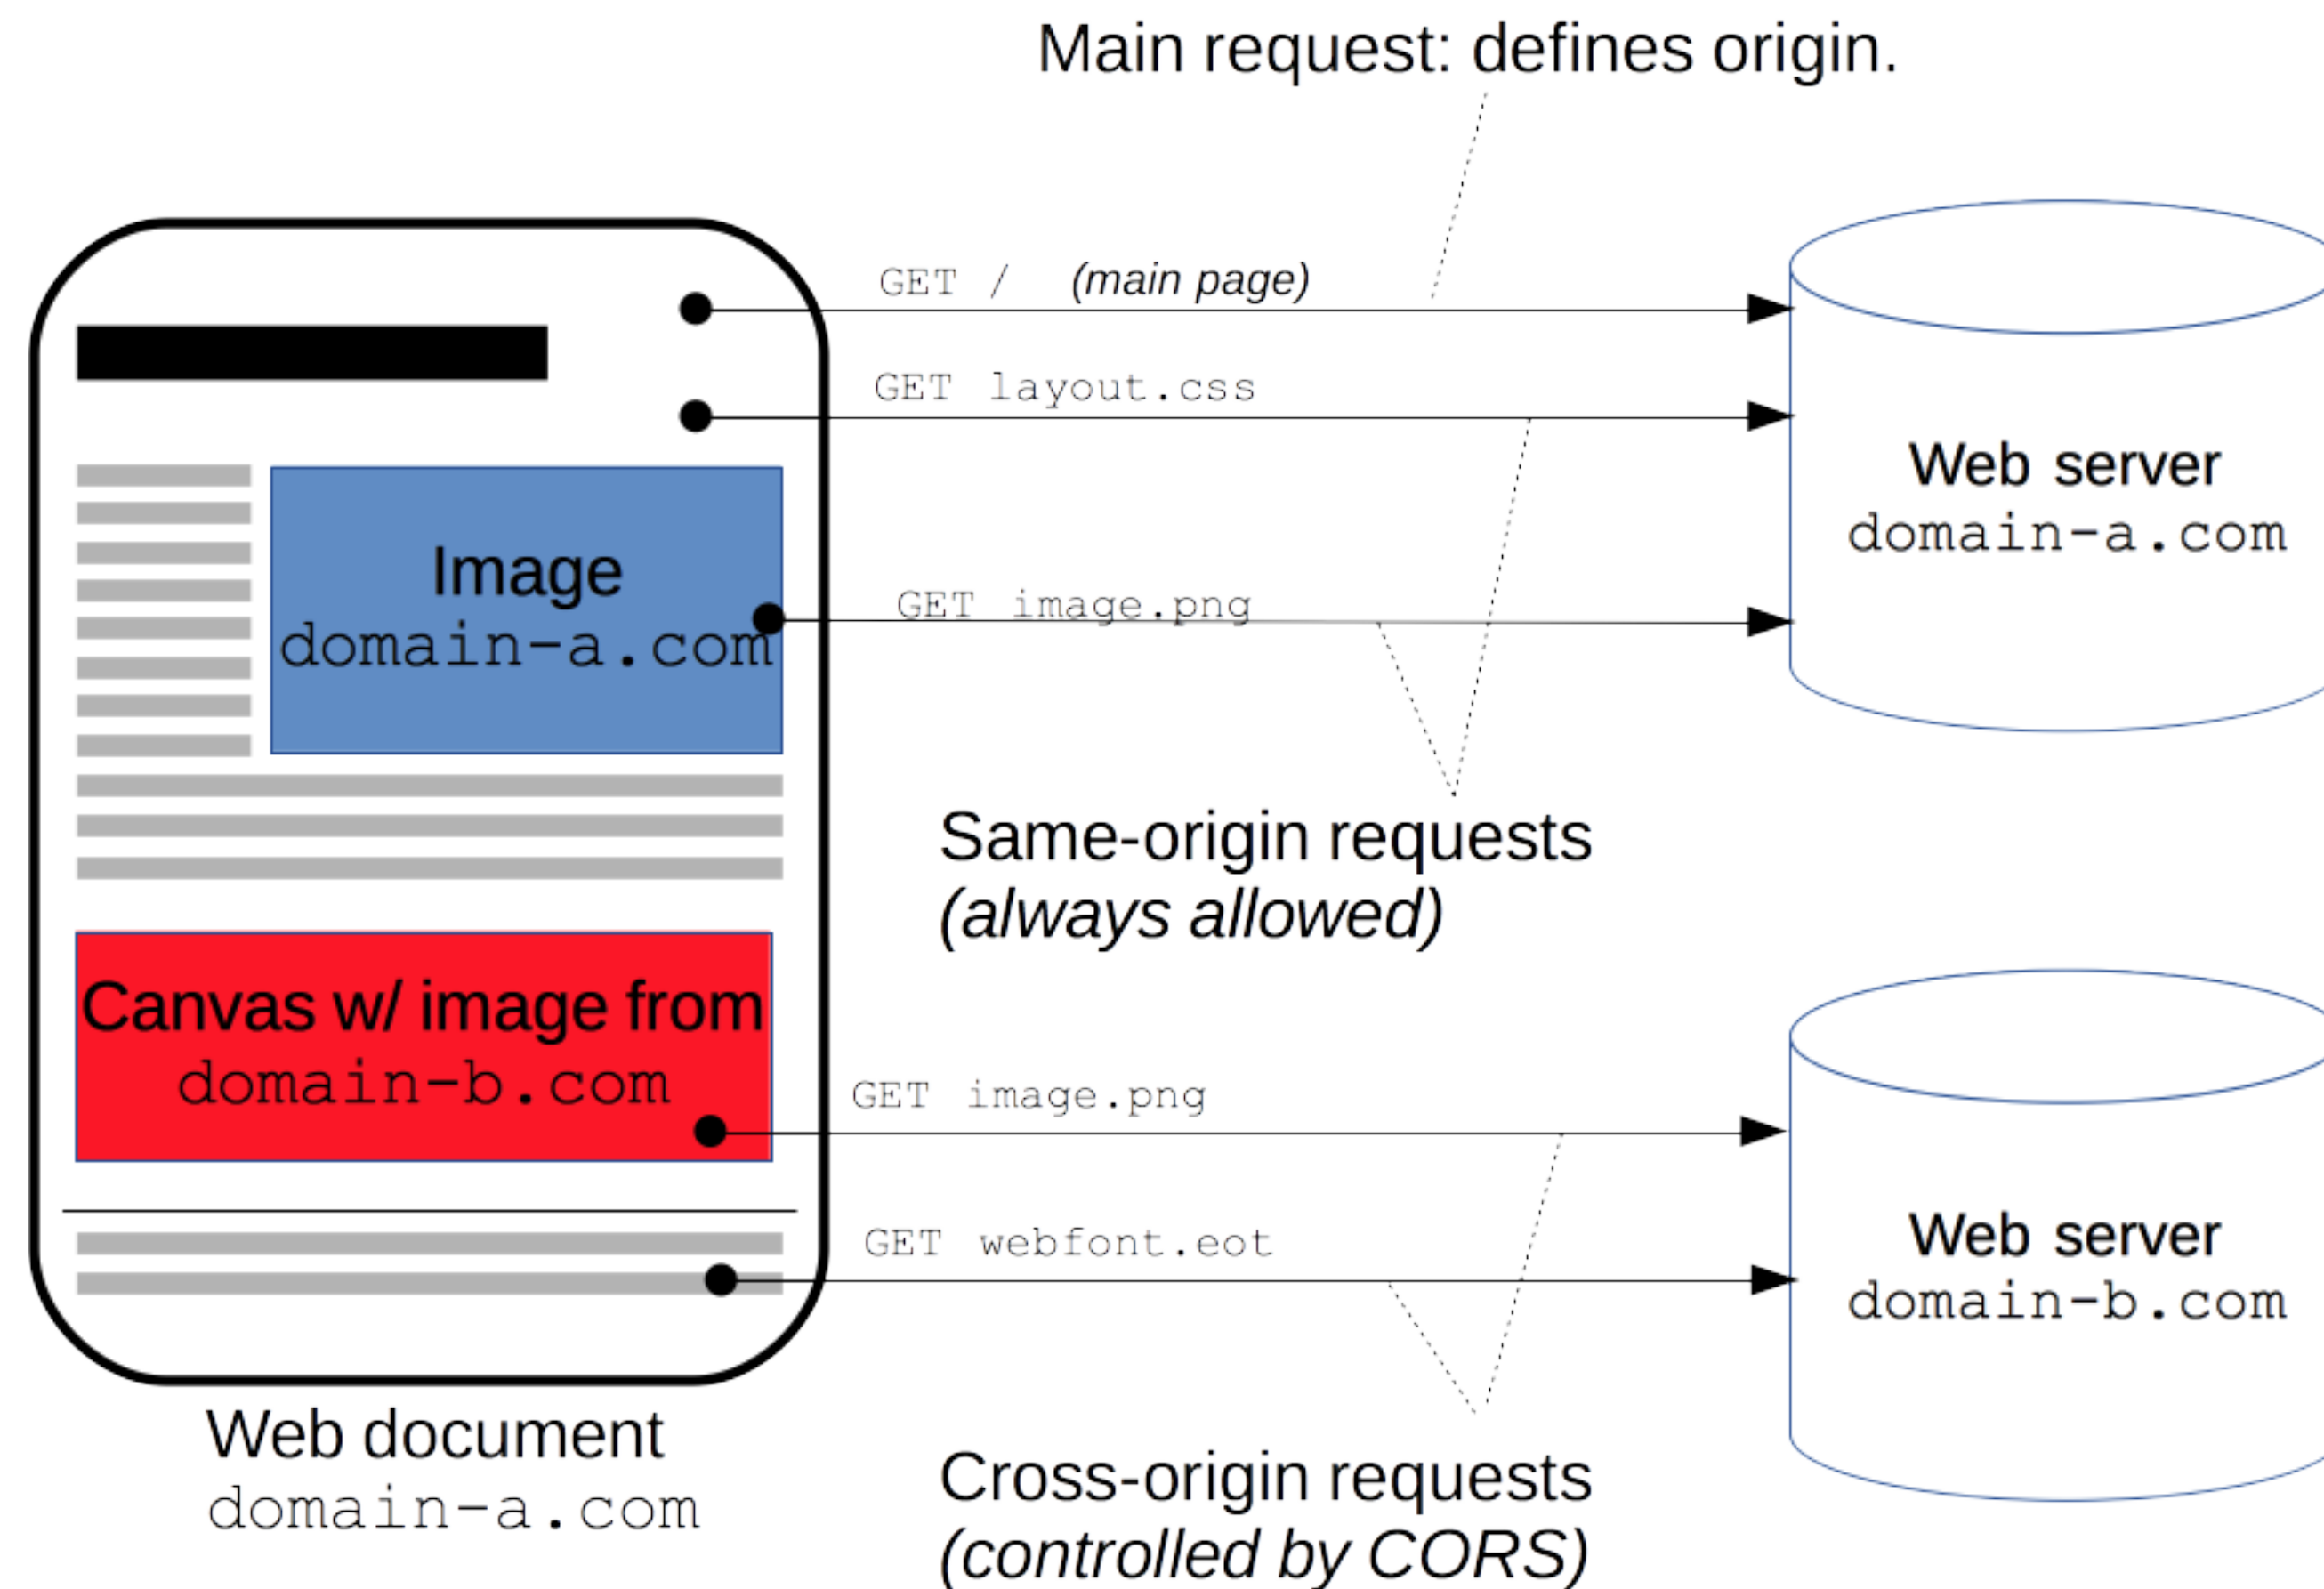 Main request: defines origin.
GET / (main page)
GET layout.css
Image
domain-a.com
GET image.png
Web server
domain-a.com
Same-origin requests
(always allowed)
Canvas w/ image from
domain-b.com
GET image.png
GET webfont.eot
Web server
domain-b.com
Web document
domain-a.com
Cross-origin requests
(controlled by CORS)